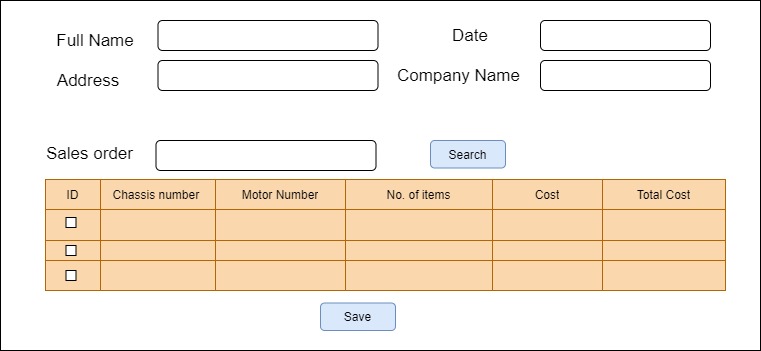 Full Name
Date
Address
Company Name
Sales order
Search
ID Chassis number Motor Number No. of items Cost Total Cost
Save